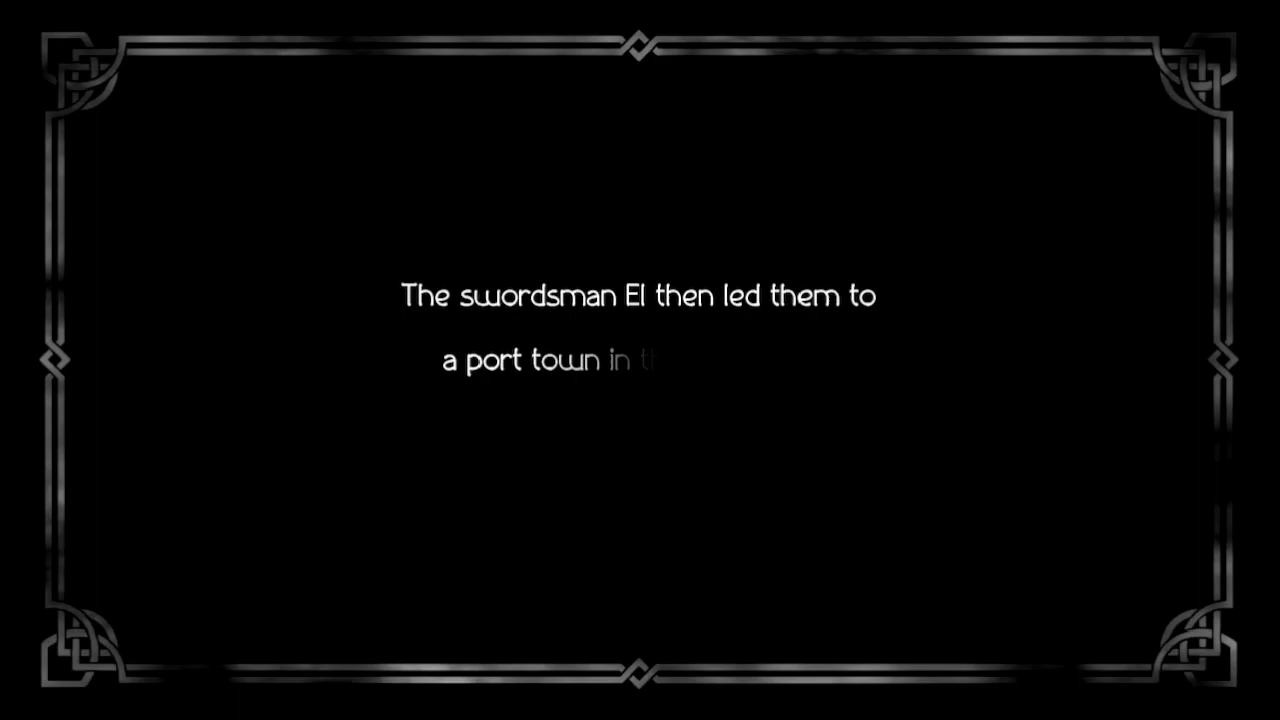 The swordsman El then led them to
a port town in